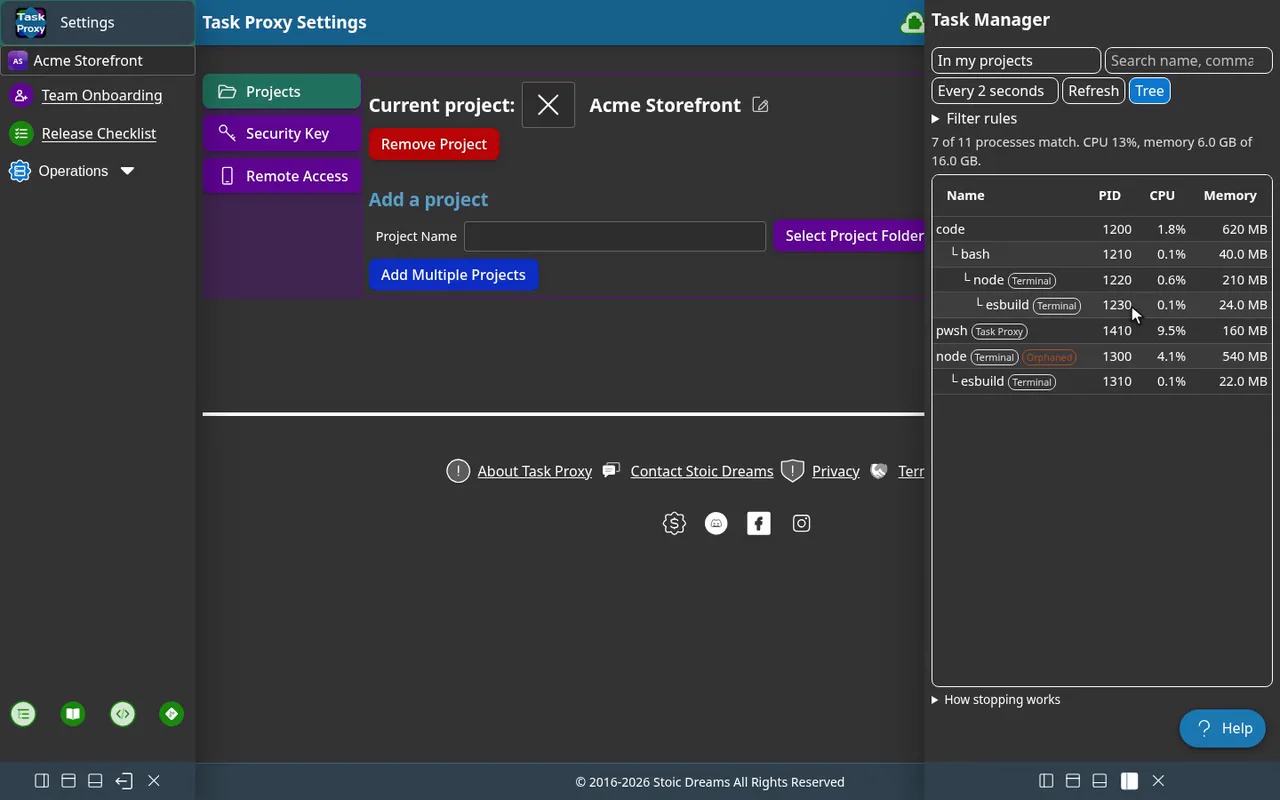 Task Proxy
Settings
AS Acme Storefront
Team Onboarding
Release Checklist
Operations
Task Proxy Settings
Projects
Security Key
Remote Access
Current project:
Acme Storefront
Remove Project
Add a project
Project Name
Select Project Folder
Add Multiple Projects
About Task Proxy
Contact Stoic Dreams
Privacy
© 2016-2026 Stoic Dreams All Rights Reserved
Task Manager
In my projects
Search name, comma
Every 2 seconds
Refresh
Tree
Filter rules
7 of 11 processes match. CPU 13%, memory 6.0 GB of
16.0 GB.
Name PID CPU Memory
code 1200 1.8% 620 MB
bash 1210 0.1% 40.0 MB
node Terminal 1220 0.6% 210 MB
esbuild Terminal 1230 0.1% 24.0 MB
pwsh Task Proxy 1410 9.5% 160 MB
node Terminal Orphaned 1300 4.1% 540 MB
esbuild Terminal 1310 0.1% 22.0 MB
How stopping works
? Help